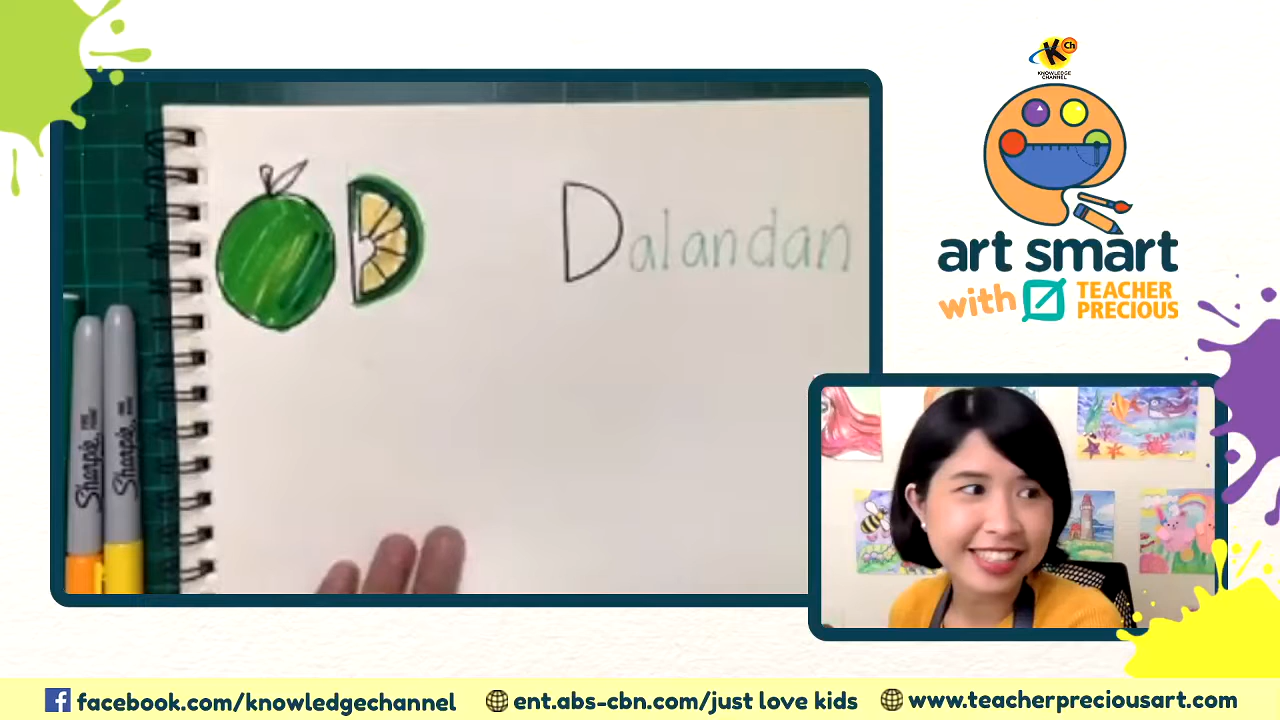 K Ch
KNOWLEDGE
CHANNEL
Dalandan
art smart
with TEACHER
PRECIOUS
Sharpie
Sharpie
facebook.com/knowledgechannel
ent.abs-cbn.com/just love kids
www.teacherpreciousart.com